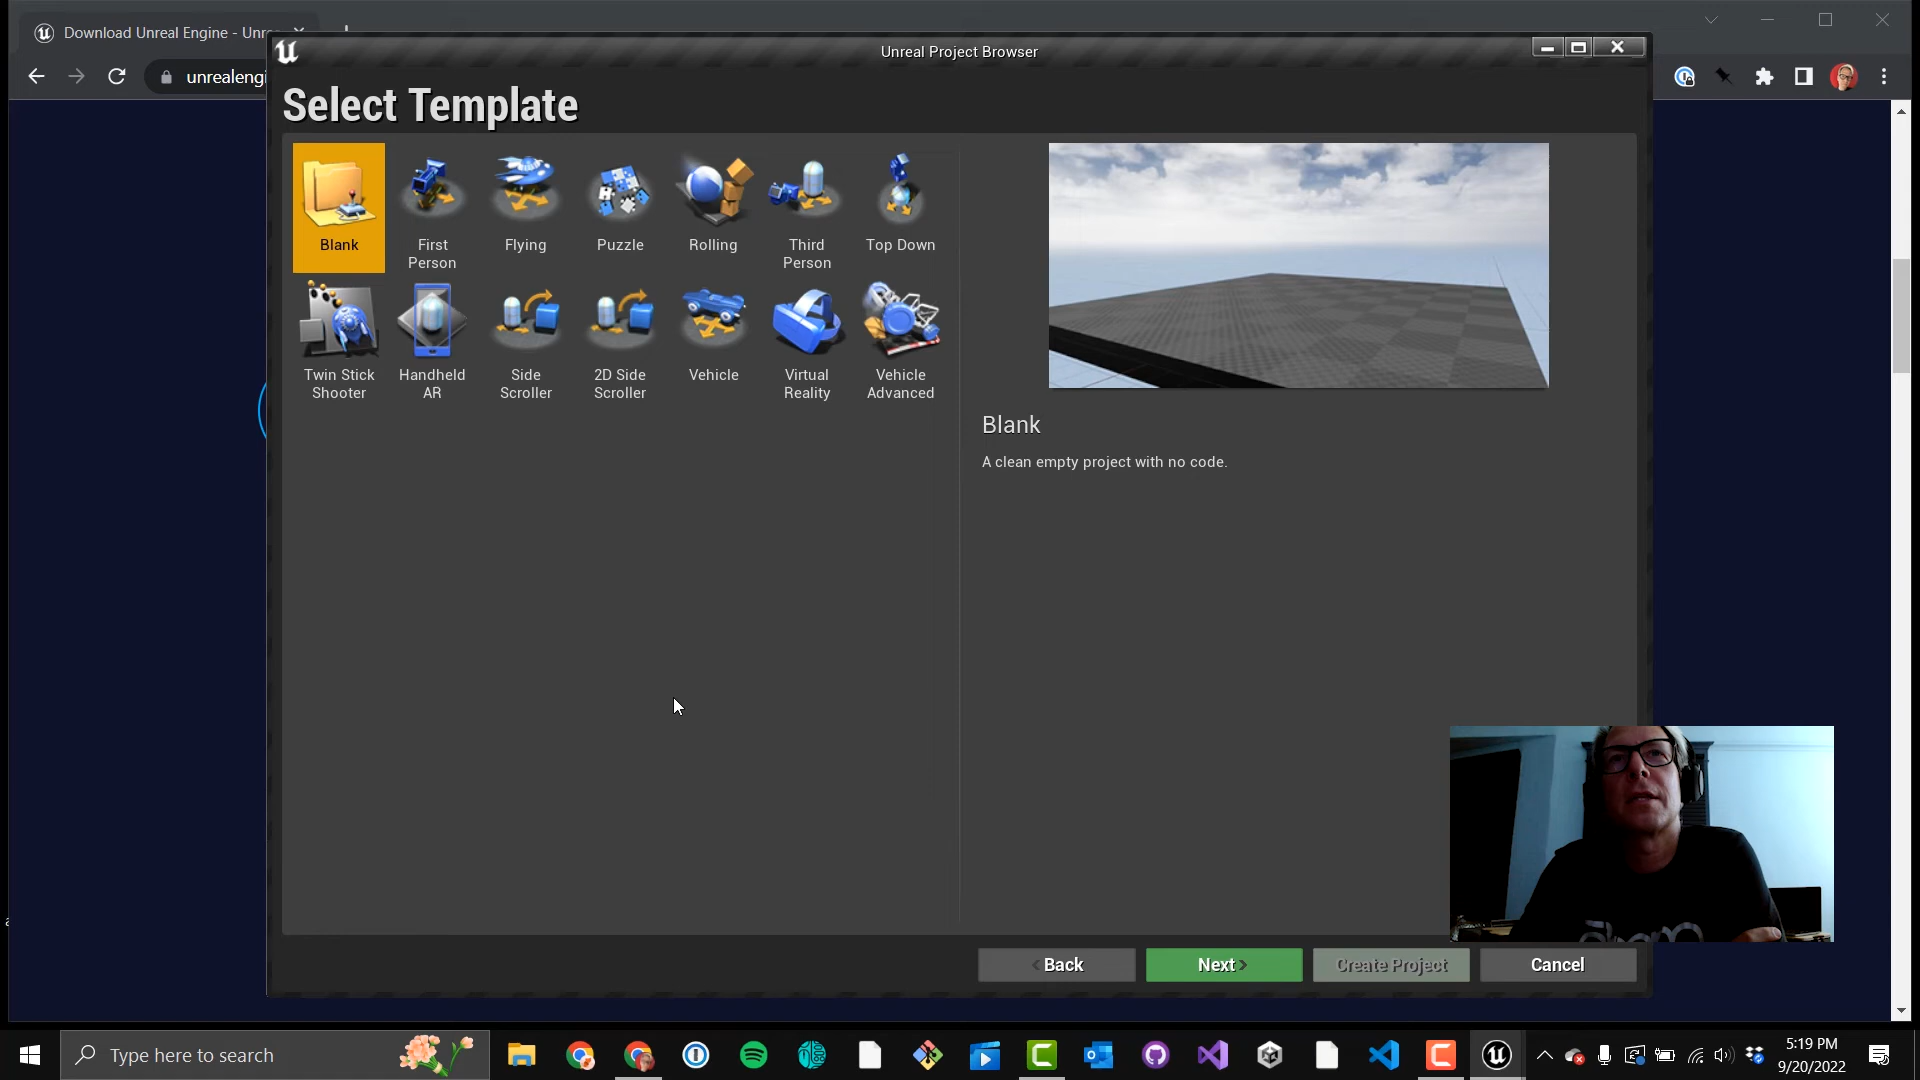 Download Unreal Engine - Unre
unrealengi
Unreal Project Browser
Select Template
Blank
First
Person
Flying
Puzzle
Rolling
Third
Person
Top Down
Twin Stick
Shooter
Handheld
AR
Side
Scroller
2D Side
Scroller
Vehicle
Virtual
Reality
Vehicle
Advanced
Blank
A clean empty project with no code.
< Back
Next >
Create Project
Cancel
Type here to search
5:19 PM
9/20/2022